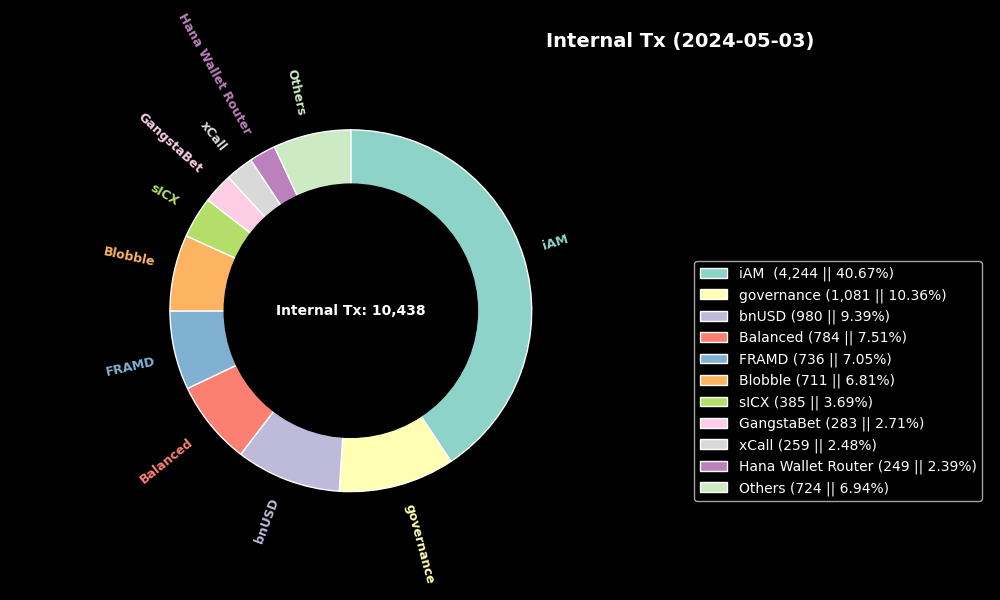 Internal Tx (2024-05-03)
Hana Wallet Router
Others
xCall
GangstaBet
sICX
Blobble
FRAMD
Balanced
bnUSD
governance
iAM
Internal Tx: 10,438
iAM  (4,244 || 40.67%)
governance (1,081 || 10.36%)
bnUSD (980 || 9.39%)
Balanced (784 || 7.51%)
FRAMD (736 || 7.05%)
Blobble (711 || 6.81%)
sICX (385 || 3.69%)
GangstaBet (283 || 2.71%)
xCall (259 || 2.48%)
Hana Wallet Router (249 || 2.39%)
Others (724 || 6.94%)